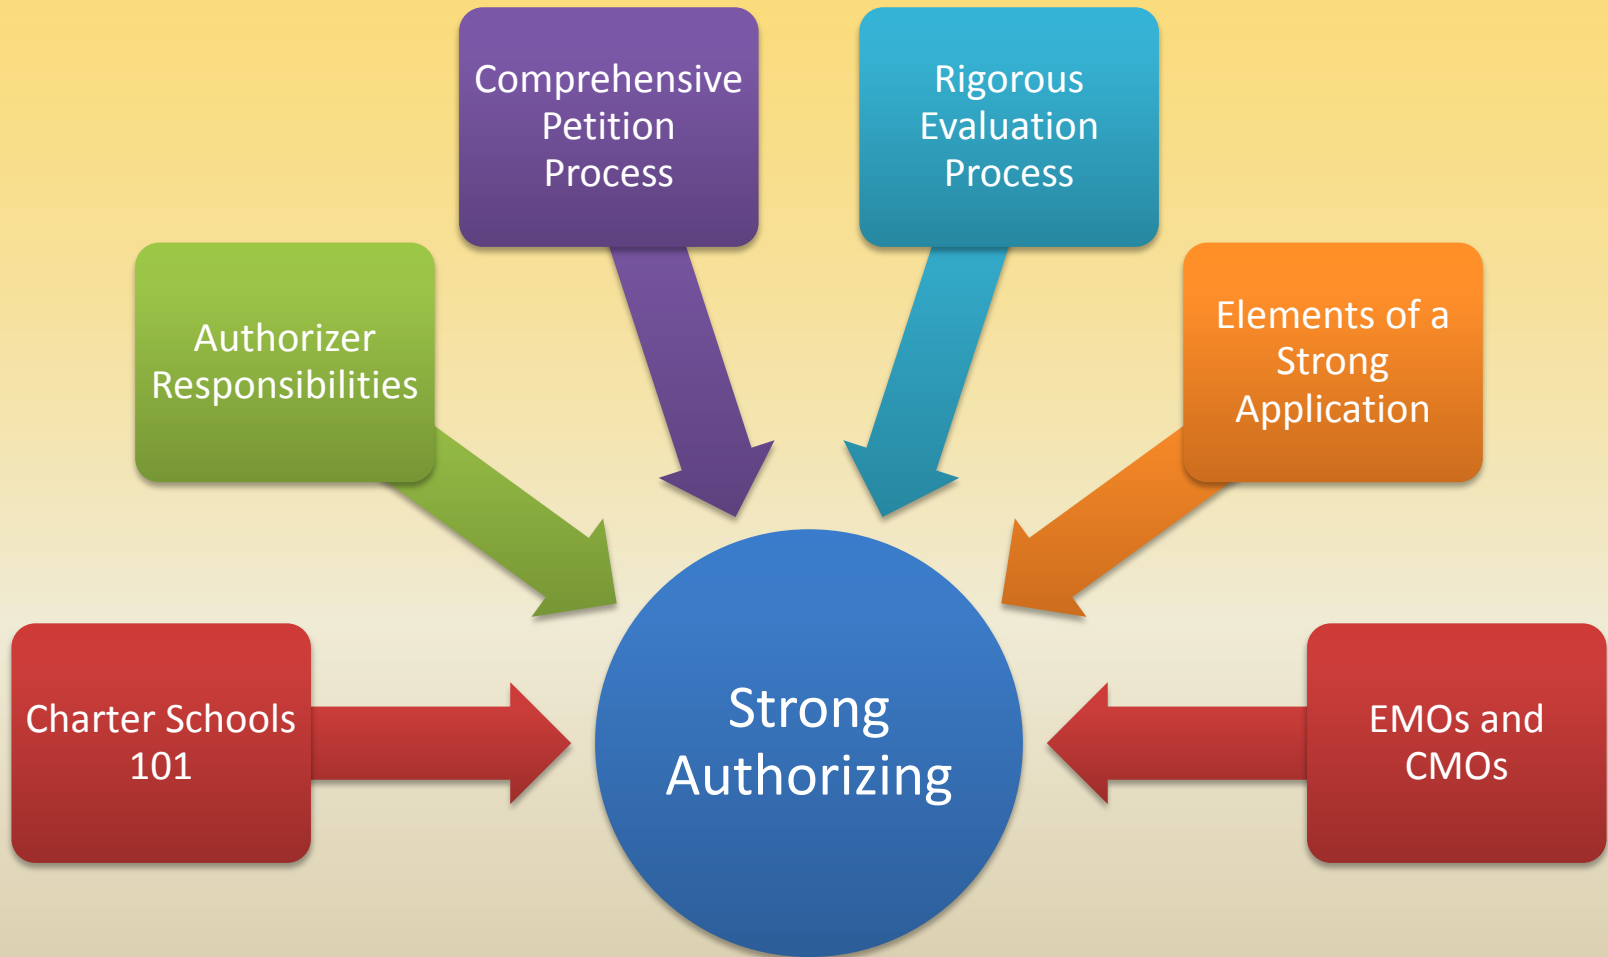 Comprehensive
Petition
Process
Rigorous
Evaluation
Process
Authorizer
Responsibilities
Elements of a
Strong
Application
Charter Schools
101
Strong
Authorizing
EMOs and
CMOs